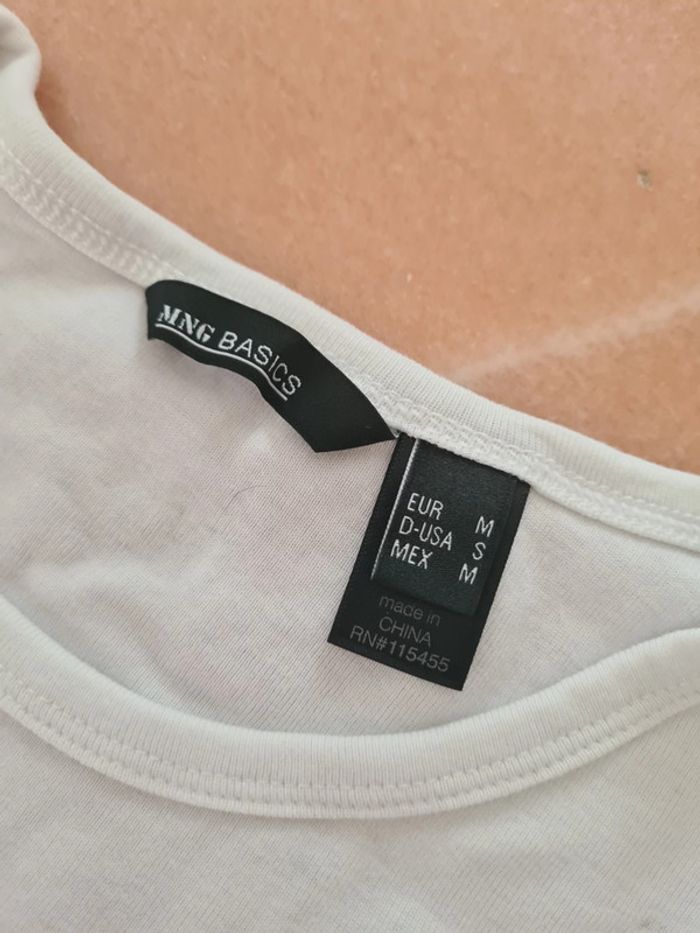 MNG BASICS
EUR M
D-USA S
MEX M
made in
CHINA
RN#115455